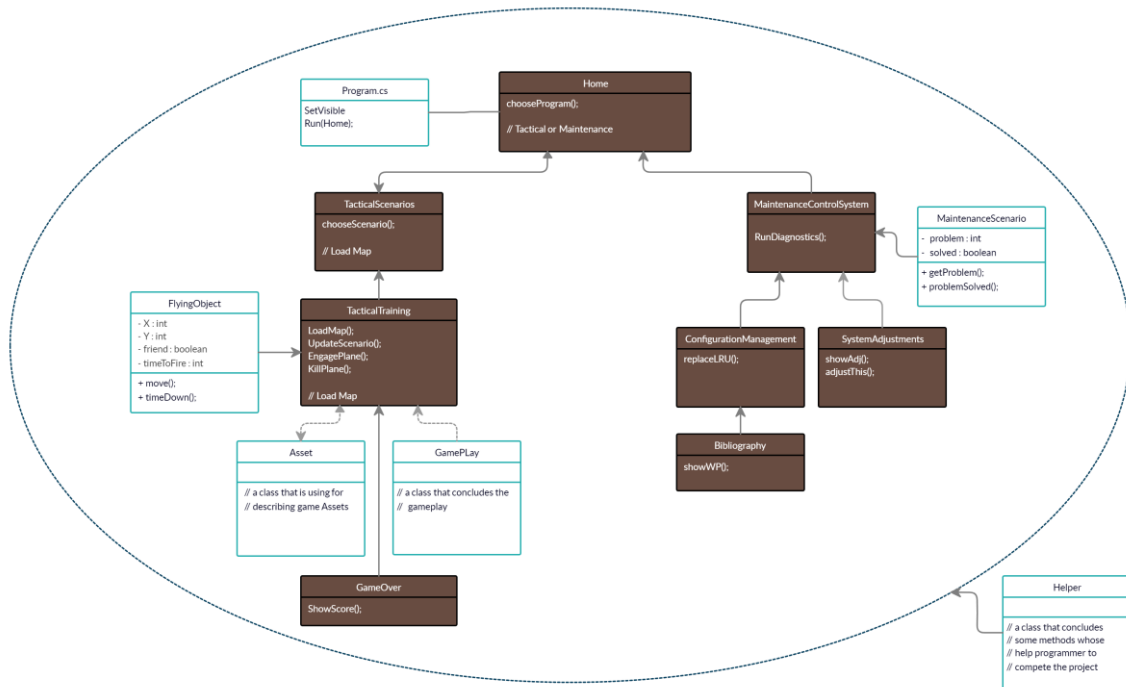 Home
chooseProgram();
// Tactical or Maintenance
Program.cs
SetVisible
Run(Home);
TacticalScenarios
chooseScenario();
// Load Map
MaintenanceControlSystem
RunDiagnostics();
MaintenanceScenario
- problem : int
- solved : boolean
+ getProblem();
+ problemSolved();
FlyingObject
- X : int
- Y : int
- friend : boolean
- timeToFire : int
+ move();
+ timeDown();
TacticalTraining
LoadMap();
UpdateScenario();
EngagePlane();
KillPlane();
// Load Map
ConfigurationManagement
replaceLRU();
SystemAdjustments
showAdj();
adjustThis();
Asset
// a class that is using for
// describing game Assets
GamePLay
// a class that concludes the
// gameplay
Bibliography
showWP();
GameOver
ShowScore();
Helper
// a class that concludes
// some methods whose
// help programmer to
// compete the project